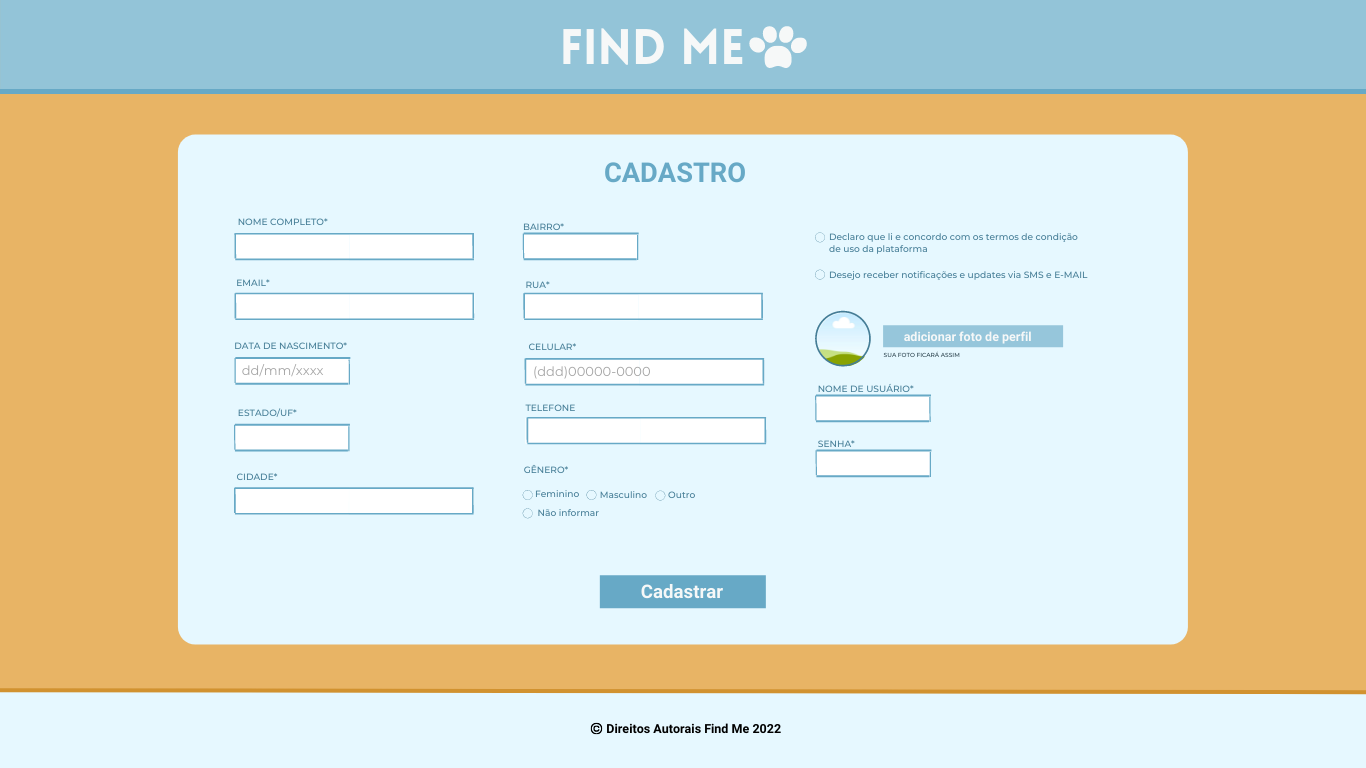 FIND ME
CADASTRO
NOME COMPLETO*
EMAIL*
DATA DE NASCIMENTO*
dd/mm/xxxx
ESTADO/UF*
CIDADE*
BAIRRO*
RUA*
CELULAR*
(ddd)00000-0000
TELEFONE
GÊNERO*
Feminino Masculino Outro
Não informar
Declaro que li e concordo com os termos de condição
de uso da plataforma
Desejo receber notificações e updates via SMS e E-MAIL
adicionar foto de perfil
SUA FOTO FICARÁ ASSIM
NOME DE USUÁRIO*
SENHA*
Cadastrar
© Direitos Autorais Find Me 2022